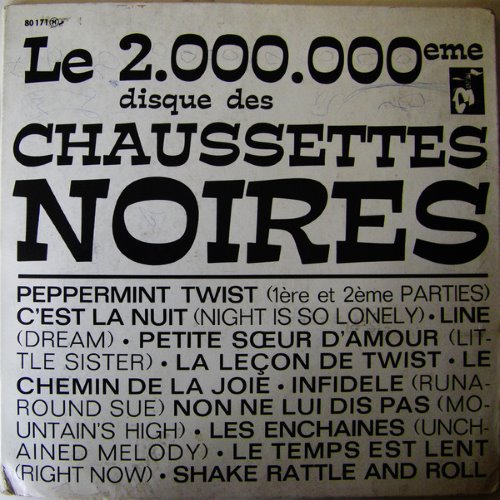 80 171 M
Le 2.000.000eme
disque des
CHAUSSETTES
NOIRES
PEPPERMINT TWIST (1ère et 2ème PARTIES)
C'EST LA NUIT (NIGHT IS SO LONELY) • LINE
(DREAM) • PETITE SŒUR D'AMOUR (LIT-
TLE SISTER) • LA LEÇON DE TWIST • LE
CHEMIN DE LA JOIE • INFIDELE (RUNA-
ROUND SUE) NON NE LUI DIS PAS (MO-
UNTAIN'S HIGH) • LES ENCHAINES (UNCH-
AINED MELODY) • LE TEMPS EST LENT
(RIGHT NOW) • SHAKE RATTLE AND ROLL